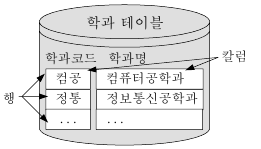 학과 테이블
학과코드 학과명
칼럼
컴공 컴퓨터공학과
행
정통 정보통신공학과
... ...